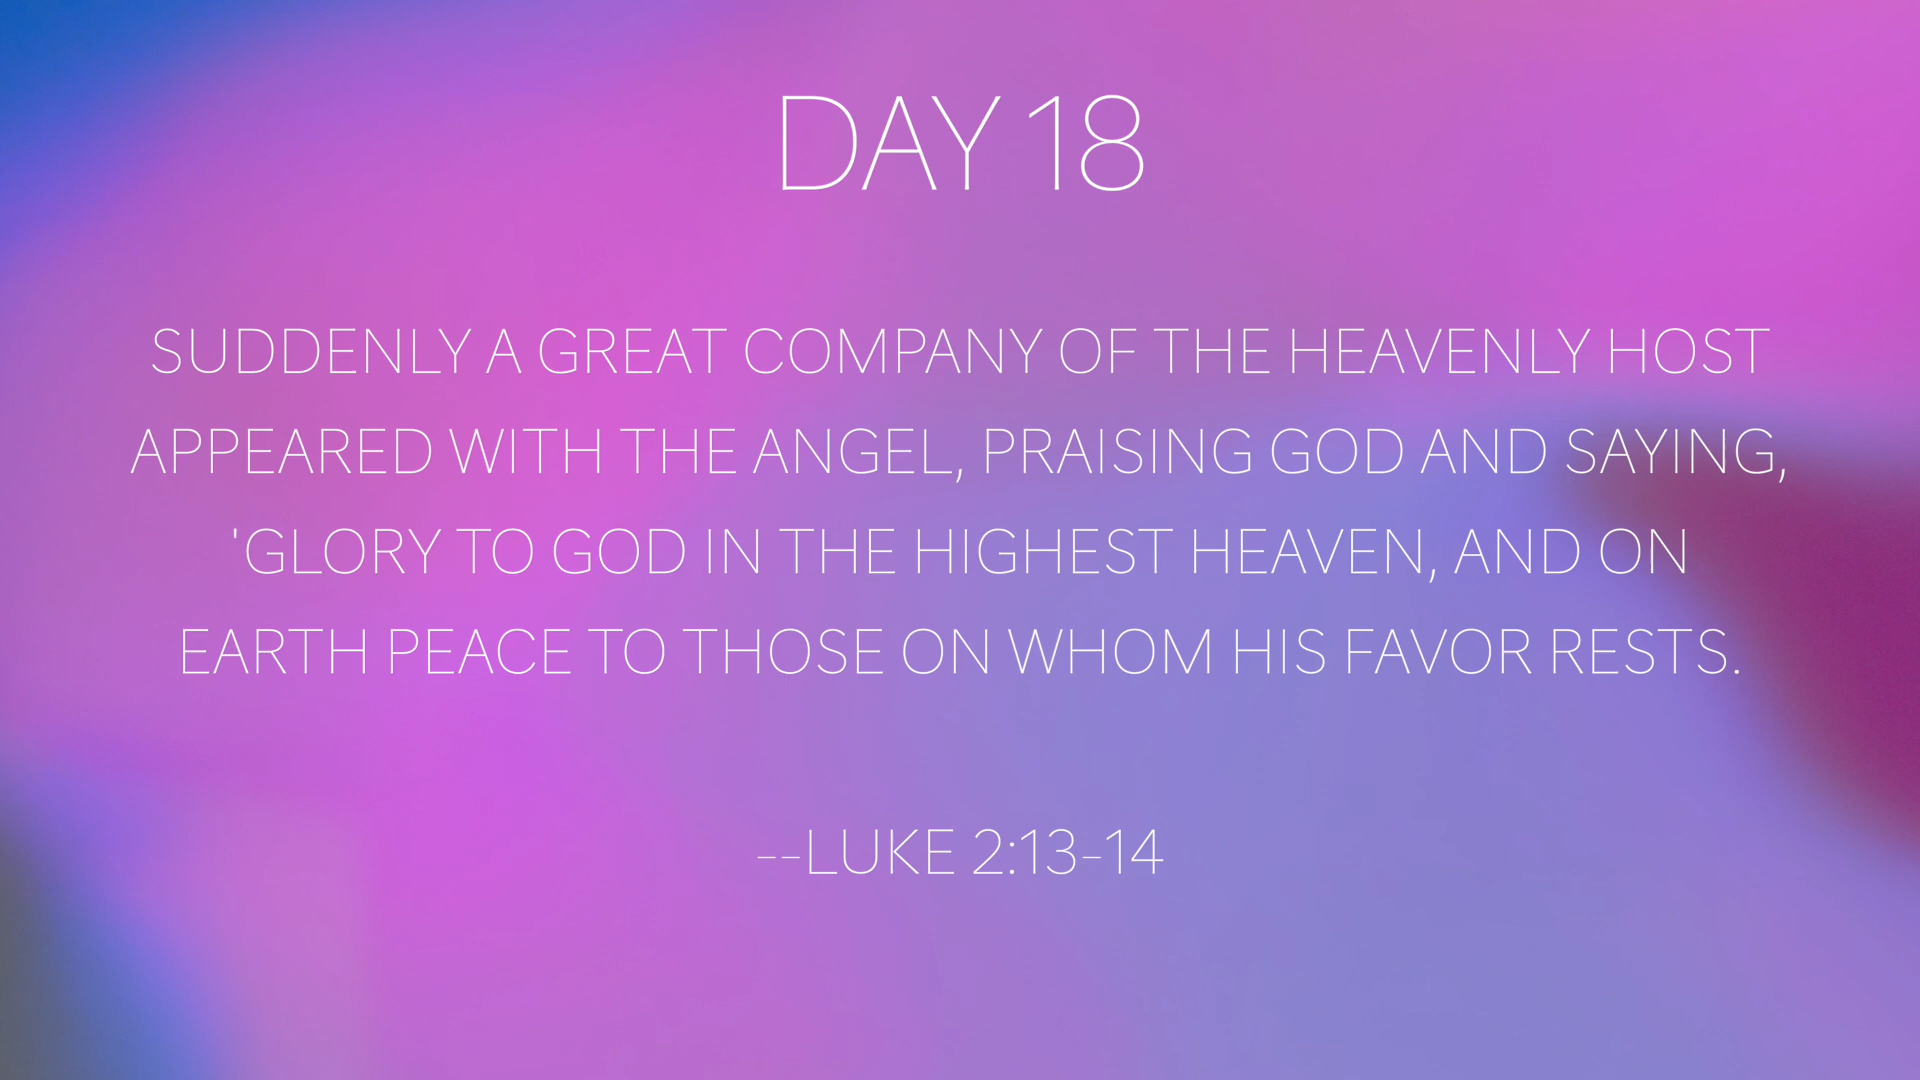 DAY 18
SUDDENLY A GREAT COMPANY OF THE HEAVENLY HOST
APPEARED WITH THE ANGEL, PRAISING GOD AND SAYING,
'GLORY TO GOD IN THE HIGHEST HEAVEN, AND ON
EARTH PEACE TO THOSE ON WHOM HIS FAVOR RESTS.
--LUKE 2:13-14